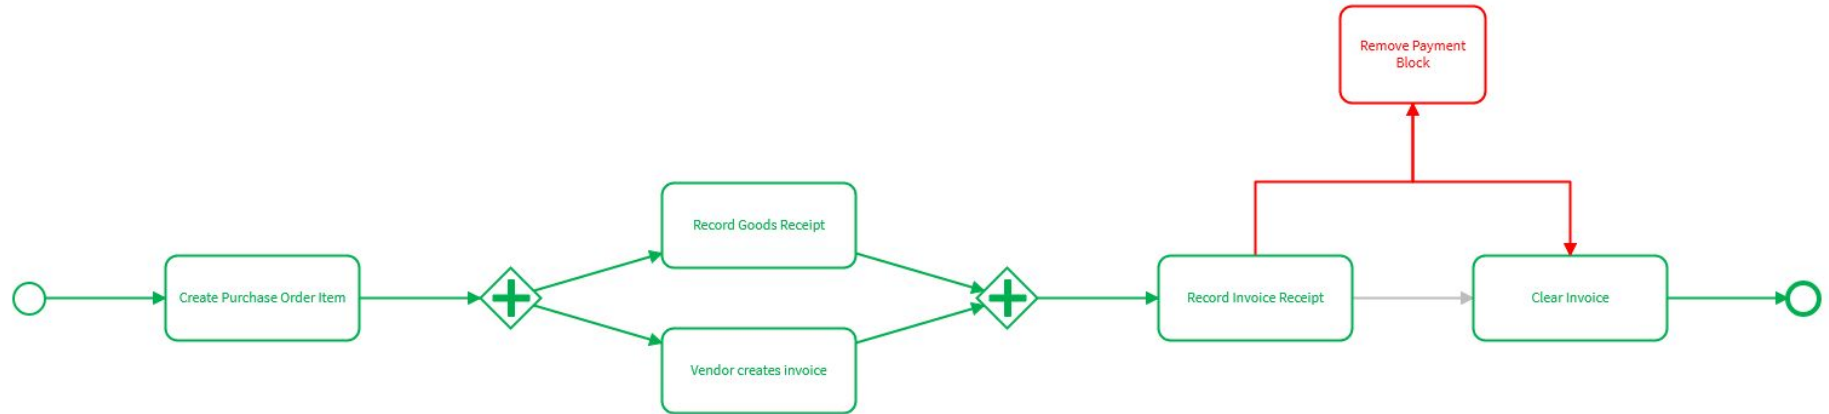 Remove Payment
Block
Record Goods Receipt
Create Purchase Order Item
Record Invoice Receipt
Clear Invoice
Vendor creates invoice